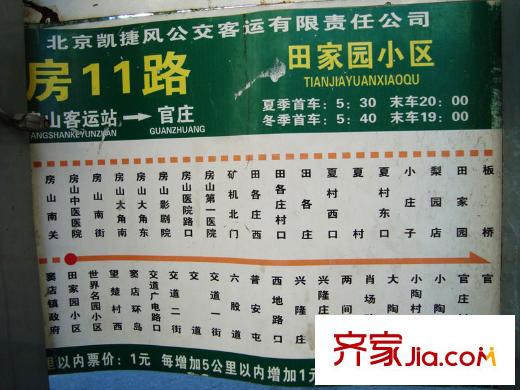 北京凯捷风公交客运有限责任公司
房11路
田家园小区
TIANJIAYUANXIAOQU
山客运站→官庄
ANGSHANKEYUNZHAN GUANZHUANG
夏季首车:5:30 末车20:00
冬季首车:5:40 末车19:00
房山南关
房山中医医院
房山南街
房山大角南
房山大角东
房山影剧院
房山医院路口
房山第一医院
矿机北门
田各庄西
田各庄村口
田各庄
夏村西口
夏村
夏村东
小庄子
梨园店
田家园
板桥
窦店镇政府
田家园小区
世界名园小区
望楚村西
窦店环岛
交道广电路口
交道二街
交道
交道一街
六股道
普安屯
西地路口
兴隆庄
兴隆庄
两间
肖场路
大陶
小陶村
小陶
官庄村
官
里以内票价:1元 每增加5公里以内增加1元
齐家Jia.com